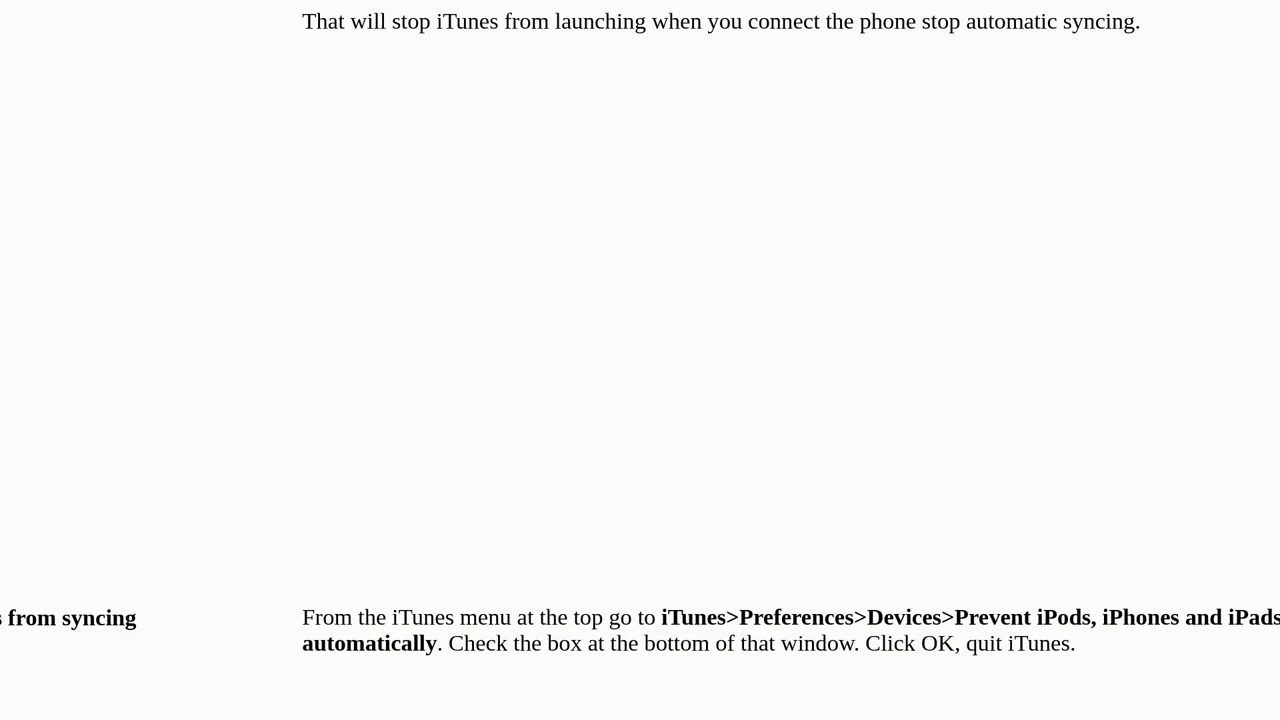 That will stop iTunes from launching when you connect the phone stop automatic syncing.
from syncing
From the iTunes menu at the top go to iTunes>Preferences>Devices>Prevent iPods, iPhones and iPads
automatically. Check the box at the bottom of that window. Click OK, quit iTunes.